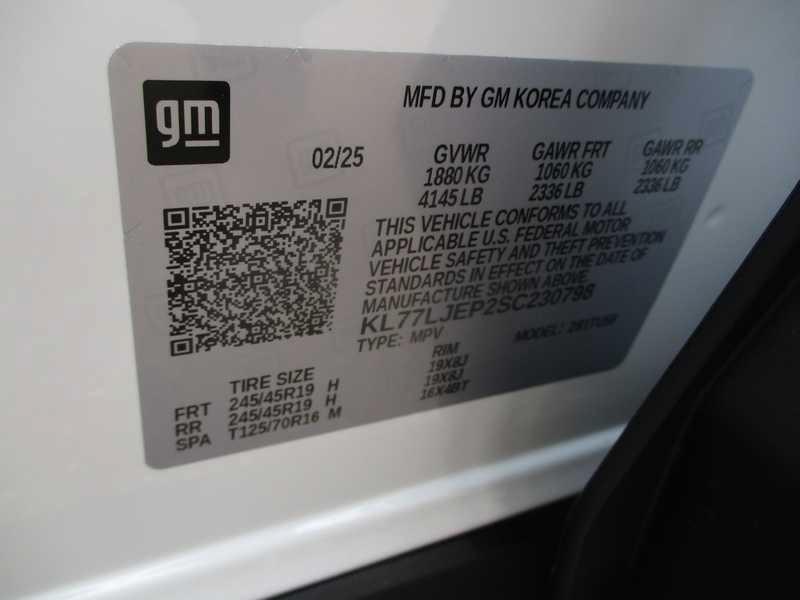 gm
MFD BY GM KOREA COMPANY
02/25 GVWR GAWR FRT GAWR RR
1880 KG 1060 KG 1060 KG
4145 LB 2336 LB 2336 LB
THIS VEHICLE CONFORMS TO ALL
APPLICABLE U.S. FEDERAL MOTOR
VEHICLE SAFETY AND THEFT PREVENTION
STANDARDS IN EFFECT ON THE DATE OF
MANUFACTURE SHOWN ABOVE.
KL77LJEP2SC230798
TYPE: MPV MODEL:
TIRE SIZE RIM
FRT 245/45R19 H 19X8J
RR 245/45R19 H 19X8J
SPA T125/70R16 M 16X4BT